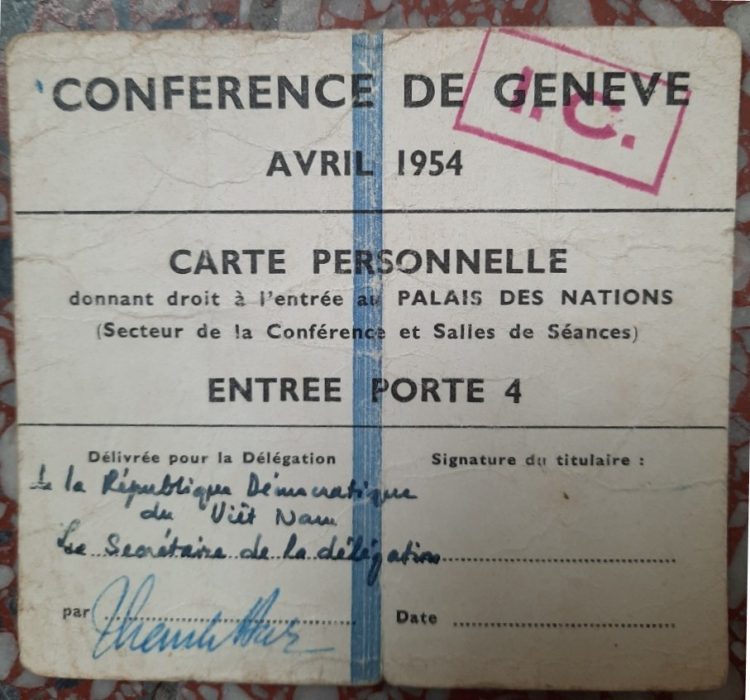 CONFERENCE DE GENEVE
I.C.
AVRIL 1954
CARTE PERSONNELLE
donnant droit à l'entrée au PALAIS DES NATIONS
(Secteur de la Conférence et Salles de Séances)
ENTREE PORTE 4
Délivrée pour la Délégation
de la République Démocratique
du Viêt Nam
Le Secrétaire de la délégation
par
Signature du titulaire :
Date